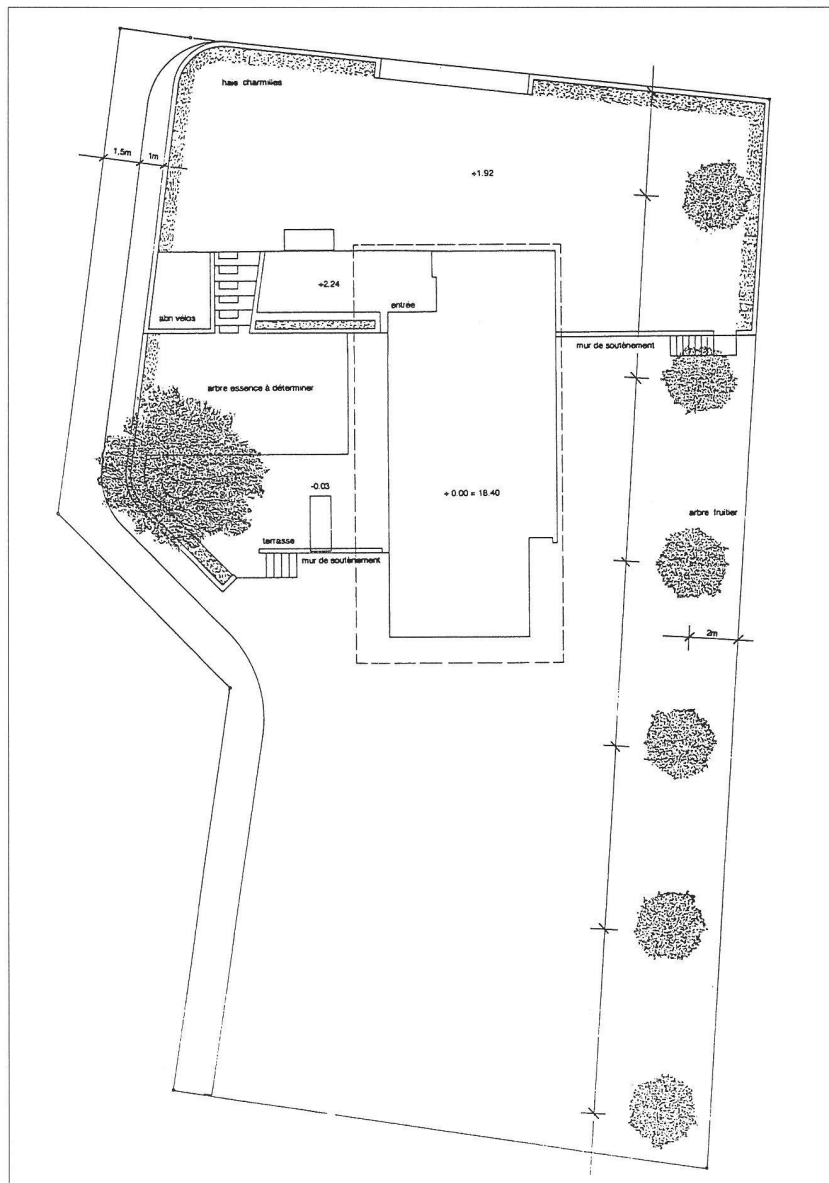 haie charmilles
1,5m
1m
+1.92
+2.24
abri vélos
entrée
mur de soutènement
arbre essence à déterminer
-0.03
+ 0.00 = 18.40
arbre fruitier
terrasse
mur de soutènement
2m